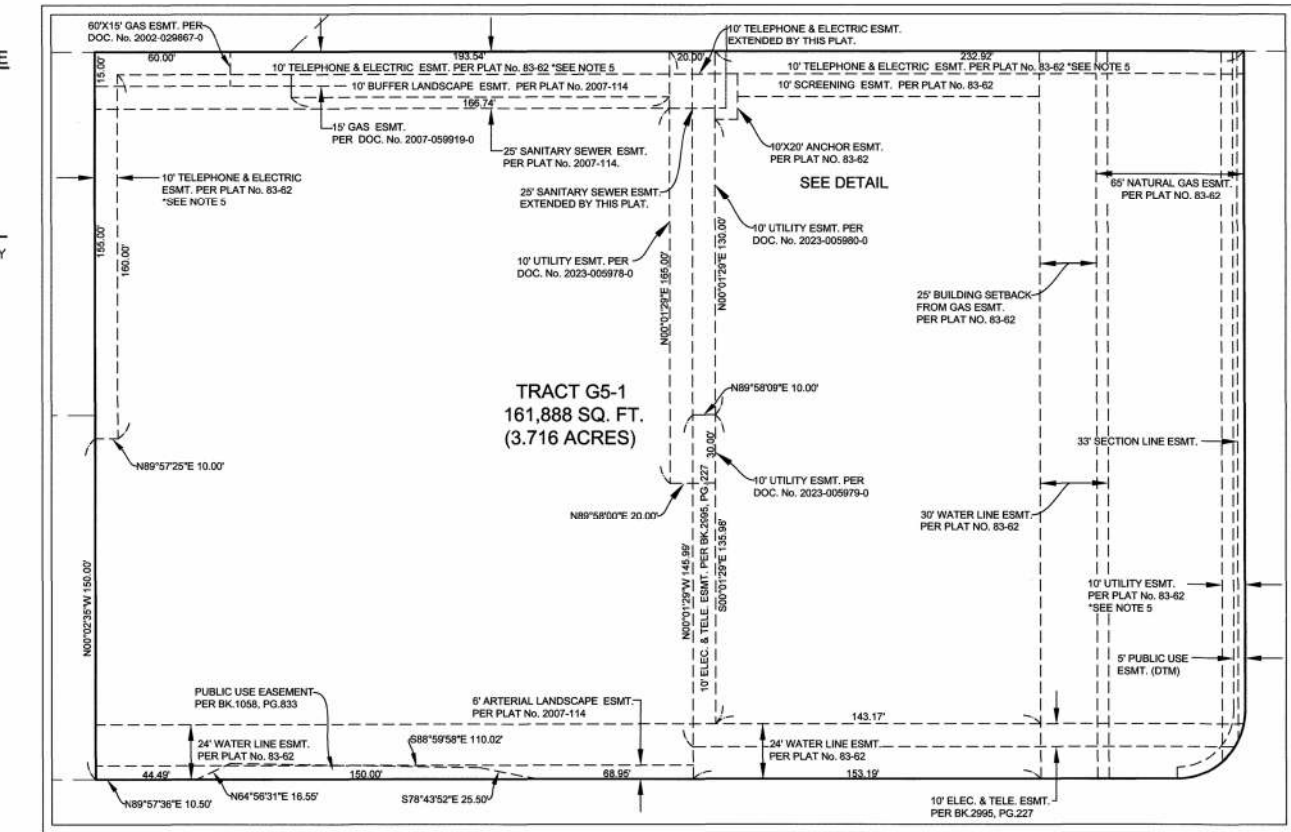 60'X15' GAS ESMT. PER
DOC. No. 2002-029867-0
10' TELEPHONE & ELECTRIC ESMT.
EXTENDED BY THIS PLAT.
60.00'
193.54'
20.00'
232.92'
15.00'
10' TELEPHONE & ELECTRIC ESMT. PER PLAT No. 83-62 *SEE NOTE 5
10' TELEPHONE & ELECTRIC ESMT. PER PLAT No. 83-62 *SEE NOTE 5
10' BUFFER LANDSCAPE ESMT. PER PLAT No. 2007-114
10' SCREENING ESMT. PER PLAT No. 83-62
166.74'
15' GAS ESMT.
PER DOC. No. 2007-059919-0
25' SANITARY SEWER ESMT.
PER PLAT No. 2007-114.
10'X20' ANCHOR ESMT.
PER PLAT NO. 83-62
10' TELEPHONE & ELECTRIC
ESMT. PER PLAT No. 83-62
*SEE NOTE 5
25' SANITARY SEWER ESMT.
EXTENDED BY THIS PLAT.
SEE DETAIL
65' NATURAL GAS ESMT.
PER PLAT No. 83-62
Y
155.00'
160.00'
10' UTILITY ESMT. PER
DOC. No. 2023-005978-0
N00°01'29"E 165.00'
N00°01'29"E 130.00'
10' UTILITY ESMT. PER
DOC. No. 2023-005980-0
25' BUILDING SETBACK
FROM GAS ESMT.
PER PLAT NO. 83-62
TRACT G5-1
161,888 SQ. FT.
(3.716 ACRES)
N89°58'09"E 10.00'
30.00'
33' SECTION LINE ESMT.
N89°57'25"E 10.00'
10' UTILITY ESMT. PER
DOC. No. 2023-005979-0
N89°58'00"E 20.00'
30' WATER LINE ESMT.
PER PLAT NO. 83-62
N00°02'35"W 150.00'
N00°01'29"W 145.99'
10' ELEC. & TELE. ESMT. PER BK.2995, PG.227
S00°01'29"E 135.98'
10' UTILITY ESMT.
PER PLAT No. 83-62
*SEE NOTE 5
5' PUBLIC USE
ESMT. (DTM)
PUBLIC USE EASEMENT
PER BK.1058, PG.833
6' ARTERIAL LANDSCAPE ESMT.
PER PLAT No. 2007-114
143.17'
24' WATER LINE ESMT.
PER PLAT No. 83-62
S88°59'58"E 110.02'
24' WATER LINE ESMT.
PER PLAT No. 83-62
44.49'
150.00'
68.95'
153.19'
N89°57'36"E 10.50'
N64°56'31"E 16.55'
S78°43'52"E 25.50'
10' ELEC. & TELE. ESMT.
PER BK.2995, PG.227